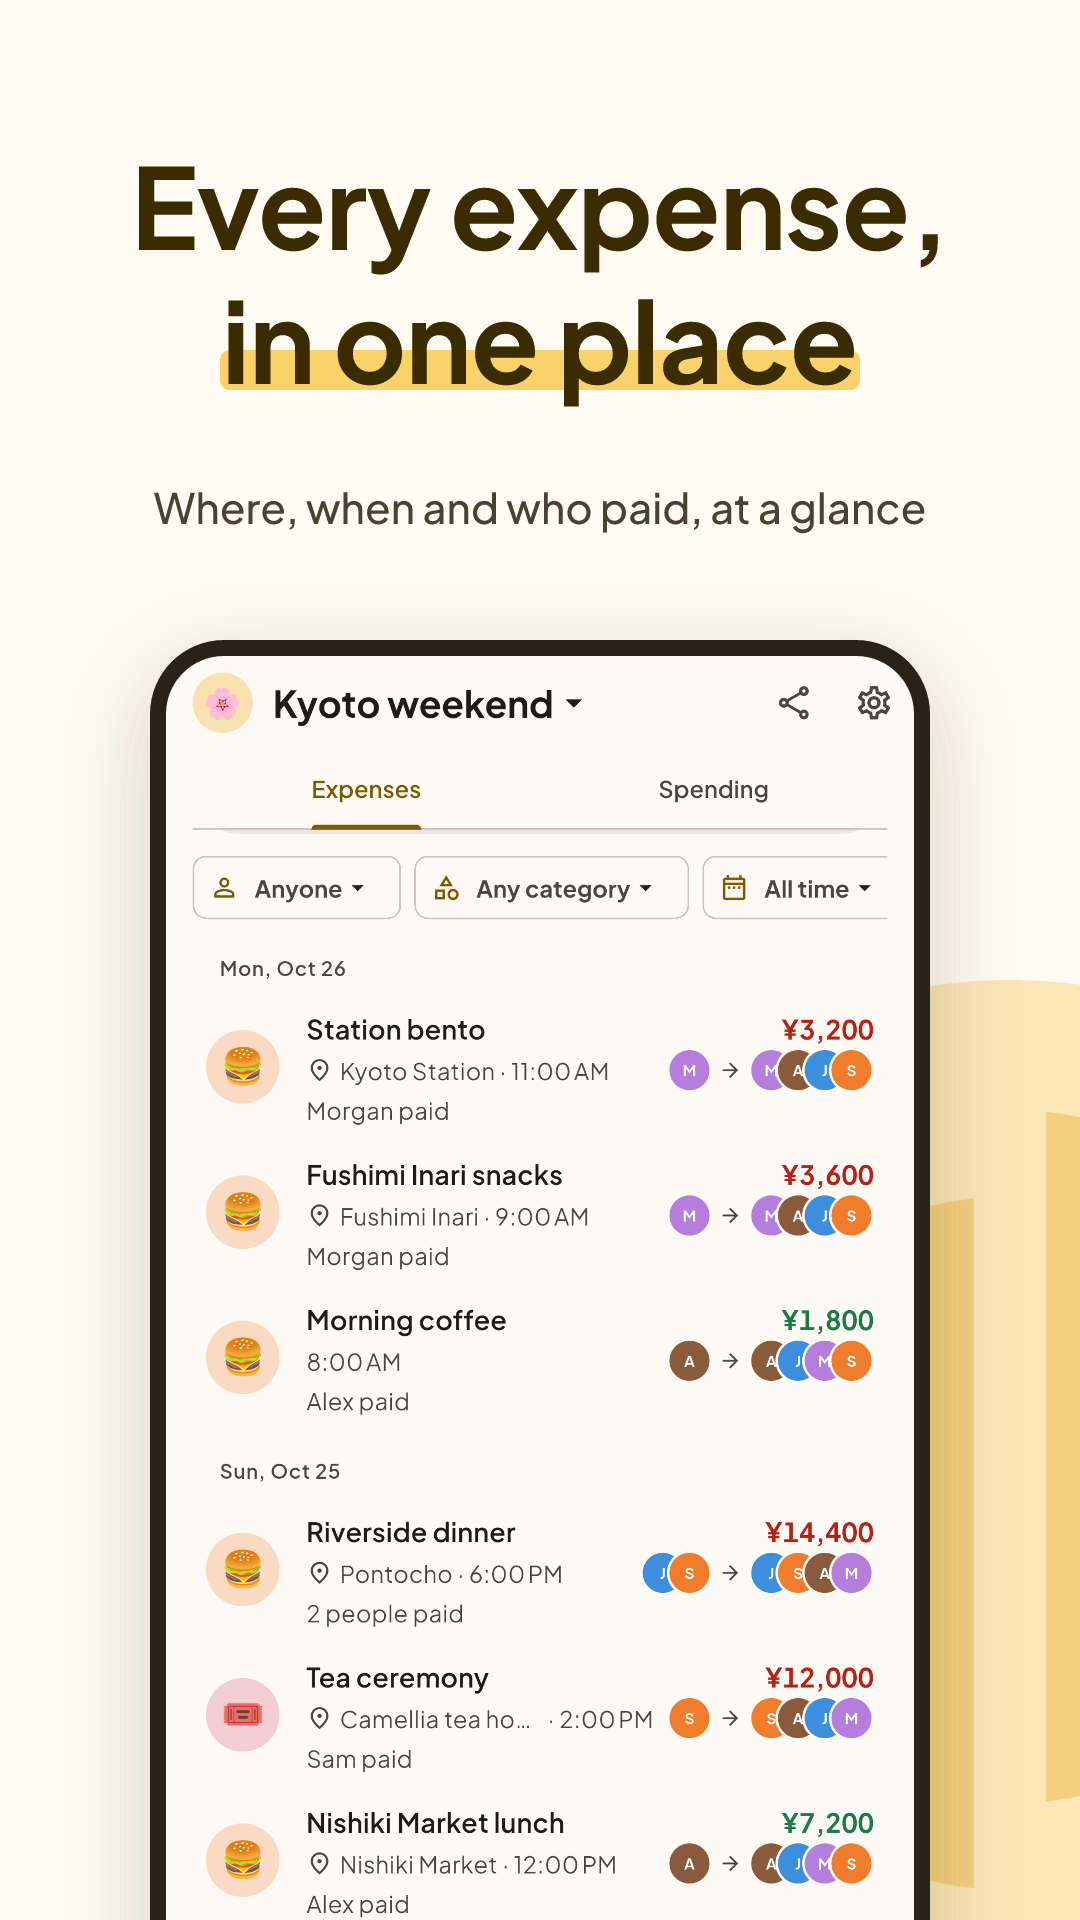 Every expense,
in one place
Where, when and who paid, at a glance
Kyoto weekend
Expenses
Spending
Anyone
Any category
All time
Mon, Oct 26
Station bento
¥3,200
Kyoto Station · 11:00 AM
M
M A J S
Morgan paid
Fushimi Inari snacks
¥3,600
Fushimi Inari · 9:00 AM
M
M A J S
Morgan paid
Morning coffee
¥1,800
8:00 AM
A
A J M S
Alex paid
Sun, Oct 25
Riverside dinner
¥14,400
Pontocho · 6:00 PM
J S
J S A M
2 people paid
Tea ceremony
¥12,000
Camellia tea ho... · 2:00 PM
S
S A J M
Sam paid
Nishiki Market lunch
¥7,200
Nishiki Market · 12:00 PM
A
A J M S
Alex paid